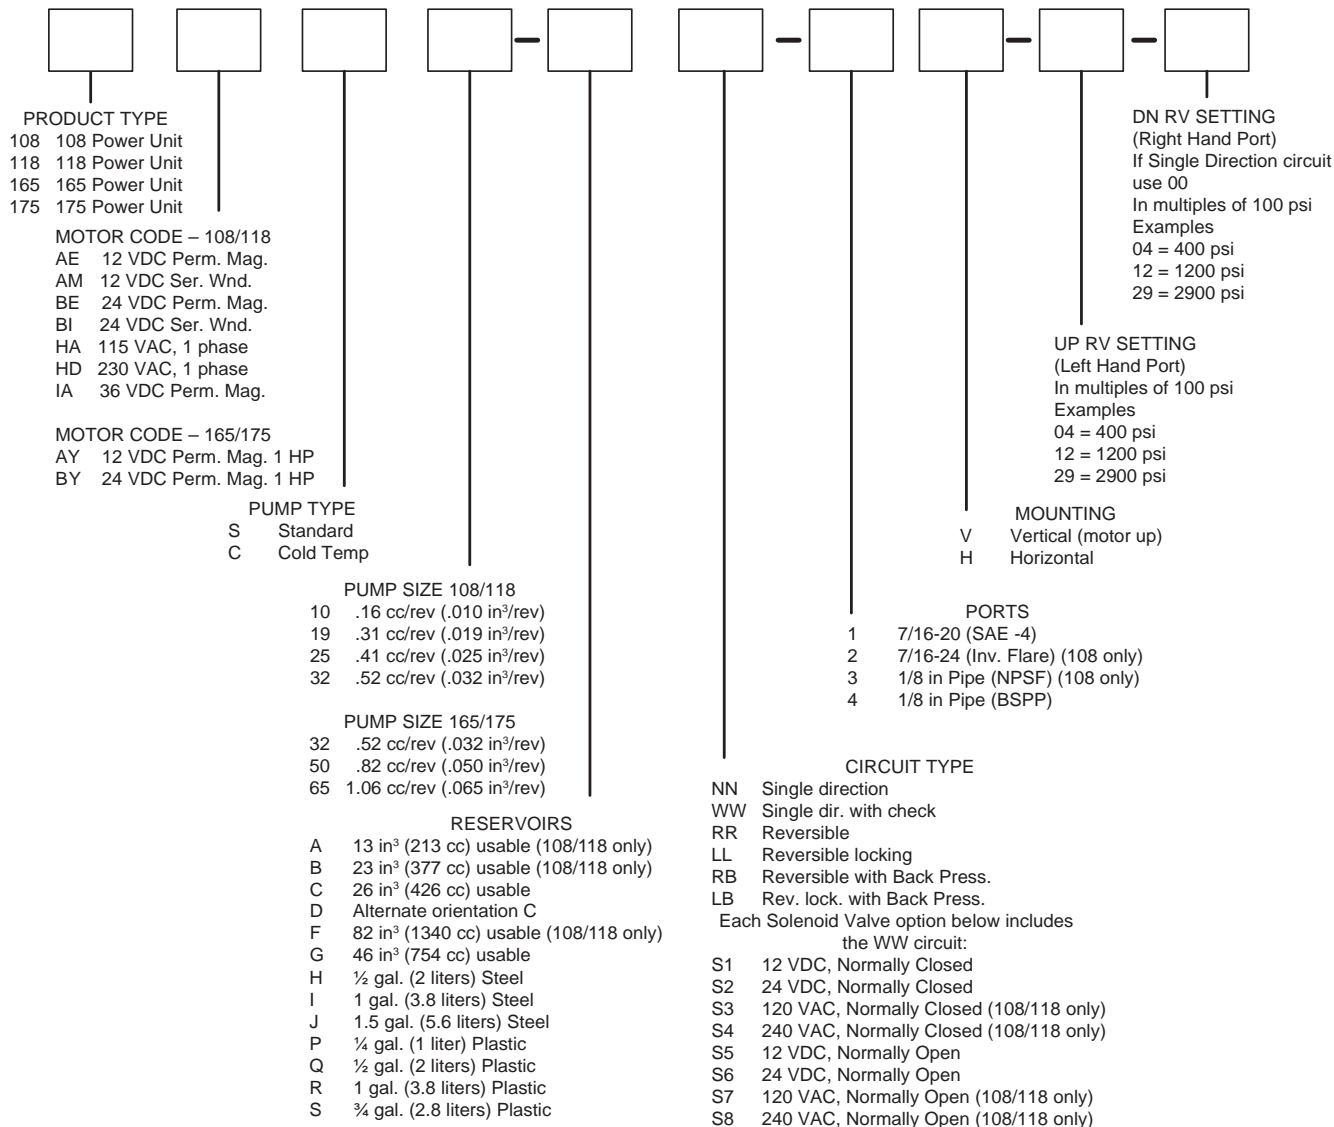 PRODUCT TYPE
108 108 Power Unit
118 118 Power Unit
165 165 Power Unit
175 175 Power Unit
MOTOR CODE – 108/118
AE 12 VDC Perm. Mag.
AM 12 VDC Ser. Wnd.
BE 24 VDC Perm. Mag.
BI 24 VDC Ser. Wnd.
HA 115 VAC, 1 phase
HD 230 VAC, 1 phase
IA 36 VDC Perm. Mag.
MOTOR CODE – 165/175
AY 12 VDC Perm. Mag. 1 HP
BY 24 VDC Perm. Mag. 1 HP
PUMP TYPE
S Standard
C Cold Temp
PUMP SIZE 108/118
10 .16 cc/rev (.010 in³/rev)
19 .31 cc/rev (.019 in³/rev)
25 .41 cc/rev (.025 in³/rev)
32 .52 cc/rev (.032 in³/rev)
PUMP SIZE 165/175
32 .52 cc/rev (.032 in³/rev)
50 .82 cc/rev (.050 in³/rev)
65 1.06 cc/rev (.065 in³/rev)
RESERVOIRS
A 13 in³ (213 cc) usable (108/118 only)
B 23 in³ (377 cc) usable (108/118 only)
C 26 in³ (426 cc) usable
D Alternate orientation C
F 82 in³ (1340 cc) usable (108/118 only)
G 46 in³ (754 cc) usable
H ½ gal. (2 liters) Steel
I 1 gal. (3.8 liters) Steel
J 1.5 gal. (5.6 liters) Steel
P ¼ gal. (1 liter) Plastic
Q ½ gal. (2 liters) Plastic
R 1 gal. (3.8 liters) Plastic
S ¾ gal. (2.8 liters) Plastic
CIRCUIT TYPE
NN Single direction
WW Single dir. with check
RR Reversible
LL Reversible locking
RB Reversible with Back Press.
LB Rev. lock. with Back Press.
Each Solenoid Valve option below includes
the WW circuit:
S1 12 VDC, Normally Closed
S2 24 VDC, Normally Closed
S3 120 VAC, Normally Closed (108/118 only)
S4 240 VAC, Normally Closed (108/118 only)
S5 12 VDC, Normally Open
S6 24 VDC, Normally Open
S7 120 VAC, Normally Open (108/118 only)
S8 240 VAC, Normally Open (108/118 only)
PORTS
1 7/16-20 (SAE -4)
2 7/16-24 (Inv. Flare) (108 only)
3 1/8 in Pipe (NPSF) (108 only)
4 1/8 in Pipe (BSPP)
MOUNTING
V Vertical (motor up)
H Horizontal
UP RV SETTING
(Left Hand Port)
In multiples of 100 psi
Examples
04 = 400 psi
12 = 1200 psi
29 = 2900 psi
DN RV SETTING
(Right Hand Port)
If Single Direction circuit
use 00
In multiples of 100 psi
Examples
04 = 400 psi
12 = 1200 psi
29 = 2900 psi